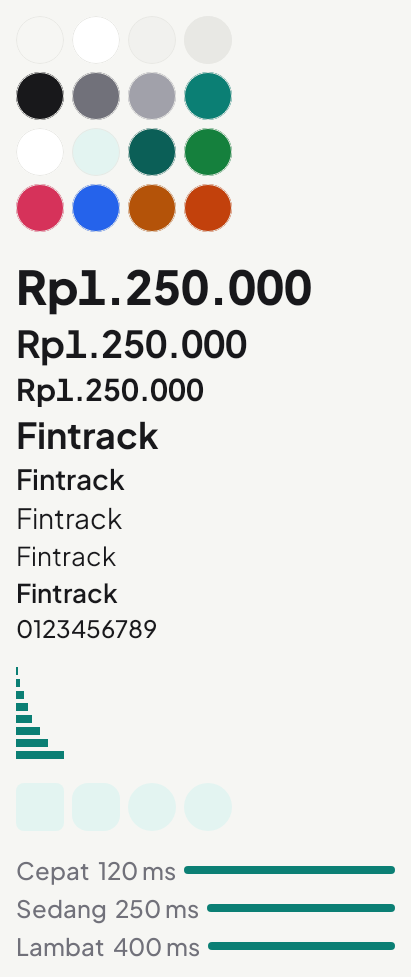 Rp1.250.000
Rp1.250.000
Rp1.250.000
Fintrack
Fintrack
Fintrack
Fintrack
Fintrack
0123456789
Cepat 120 ms
Sedang 250 ms
Lambat 400 ms